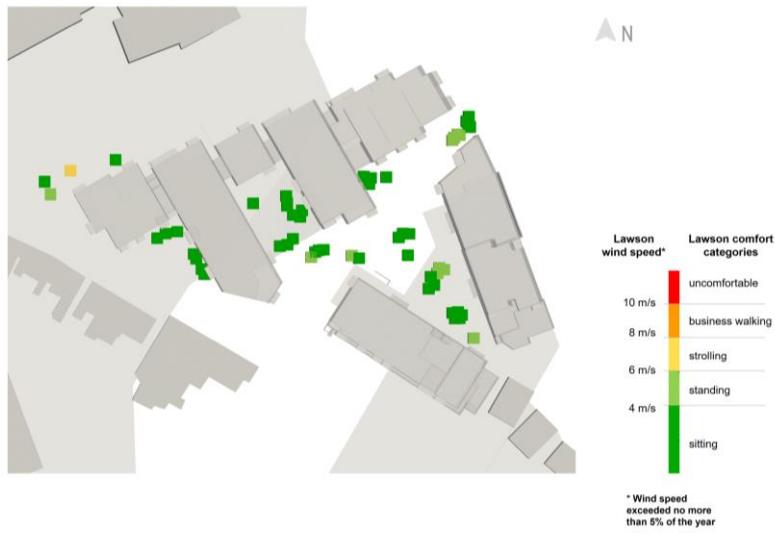 N
Lawson
wind speed*
Lawson comfort
categories
uncomfortable
10 m/s
business walking
8 m/s
strolling
6 m/s
standing
4 m/s
sitting
* Wind speed
exceeded no more
than 5% of the year